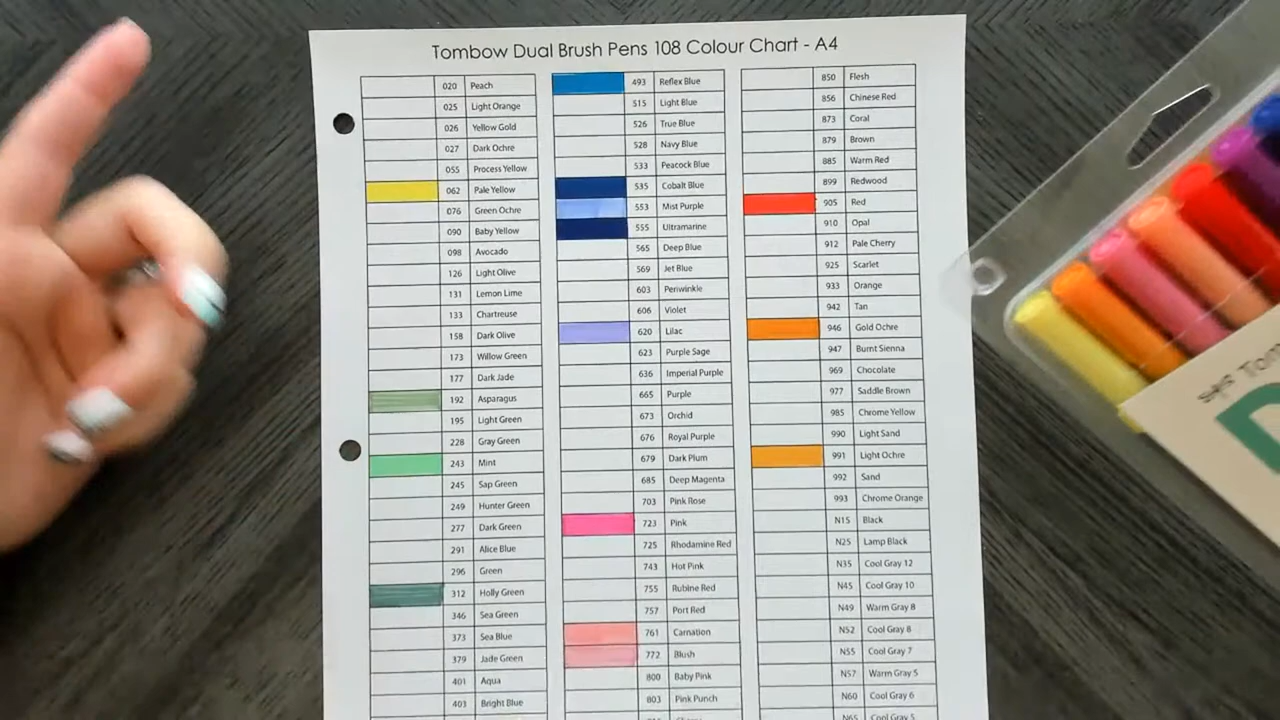 Tombow Dual Brush Pens 108 Colour Chart - A4
020 Peach
025 Light Orange
026 Yellow Gold
027 Dark Ochre
055 Process Yellow
062 Pale Yellow
076 Green Ochre
090 Baby Yellow
098 Avocado
126 Light Olive
131 Lemon Lime
133 Chartreuse
158 Dark Olive
173 Willow Green
177 Dark Jade
192 Asparagus
195 Light Green
228 Gray Green
243 Mint
245 Sap Green
249 Hunter Green
277 Dark Green
291 Alice Blue
296 Green
312 Holly Green
346 Sea Green
373 Sea Blue
379 Jade Green
401 Aqua
403 Bright Blue
493 Reflex Blue
515 Light Blue
526 True Blue
528 Navy Blue
533 Peacock Blue
535 Cobalt Blue
553 Mist Purple
555 Ultramarine
565 Deep Blue
569 Jet Blue
603 Periwinkle
606 Violet
620 Lilac
623 Purple Sage
636 Imperial Purple
665 Purple
673 Orchid
676 Royal Purple
679 Dark Plum
685 Deep Magenta
703 Pink Rose
723 Pink
725 Rhodamine Red
743 Hot Pink
755 Rubine Red
757 Port Red
761 Carnation
772 Blush
800 Baby Pink
803 Pink Punch
850 Flesh
856 Chinese Red
873 Coral
879 Brown
885 Warm Red
899 Redwood
905 Red
910 Opal
912 Pale Cherry
925 Scarlet
933 Orange
942 Tan
946 Gold Ochre
947 Burnt Sienna
969 Chocolate
977 Saddle Brown
985 Chrome Yellow
990 Light Sand
991 Light Ochre
992 Sand
993 Chrome Orange
N15 Black
N25 Lamp Black
N35 Cool Gray 12
N45 Cool Gray 10
N49 Warm Gray 8
N52 Cool Gray 8
N55 Cool Gray 7
N57 Warm Gray 5
N60 Cool Gray 6
N65 Cool Gray 5